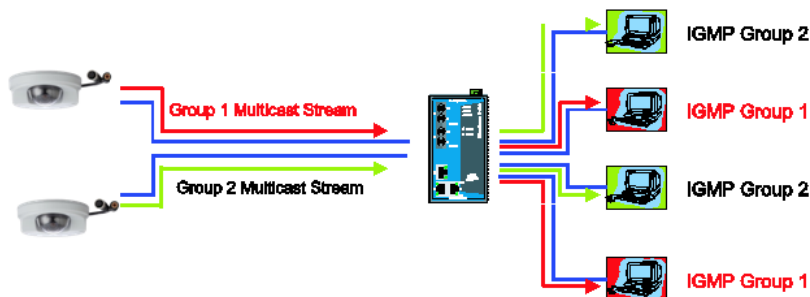 IGMP Group 2
Group 1 Multicast Stream
IGMP Group 1
Group 2 Multicast Stream
IGMP Group 2
IGMP Group 1